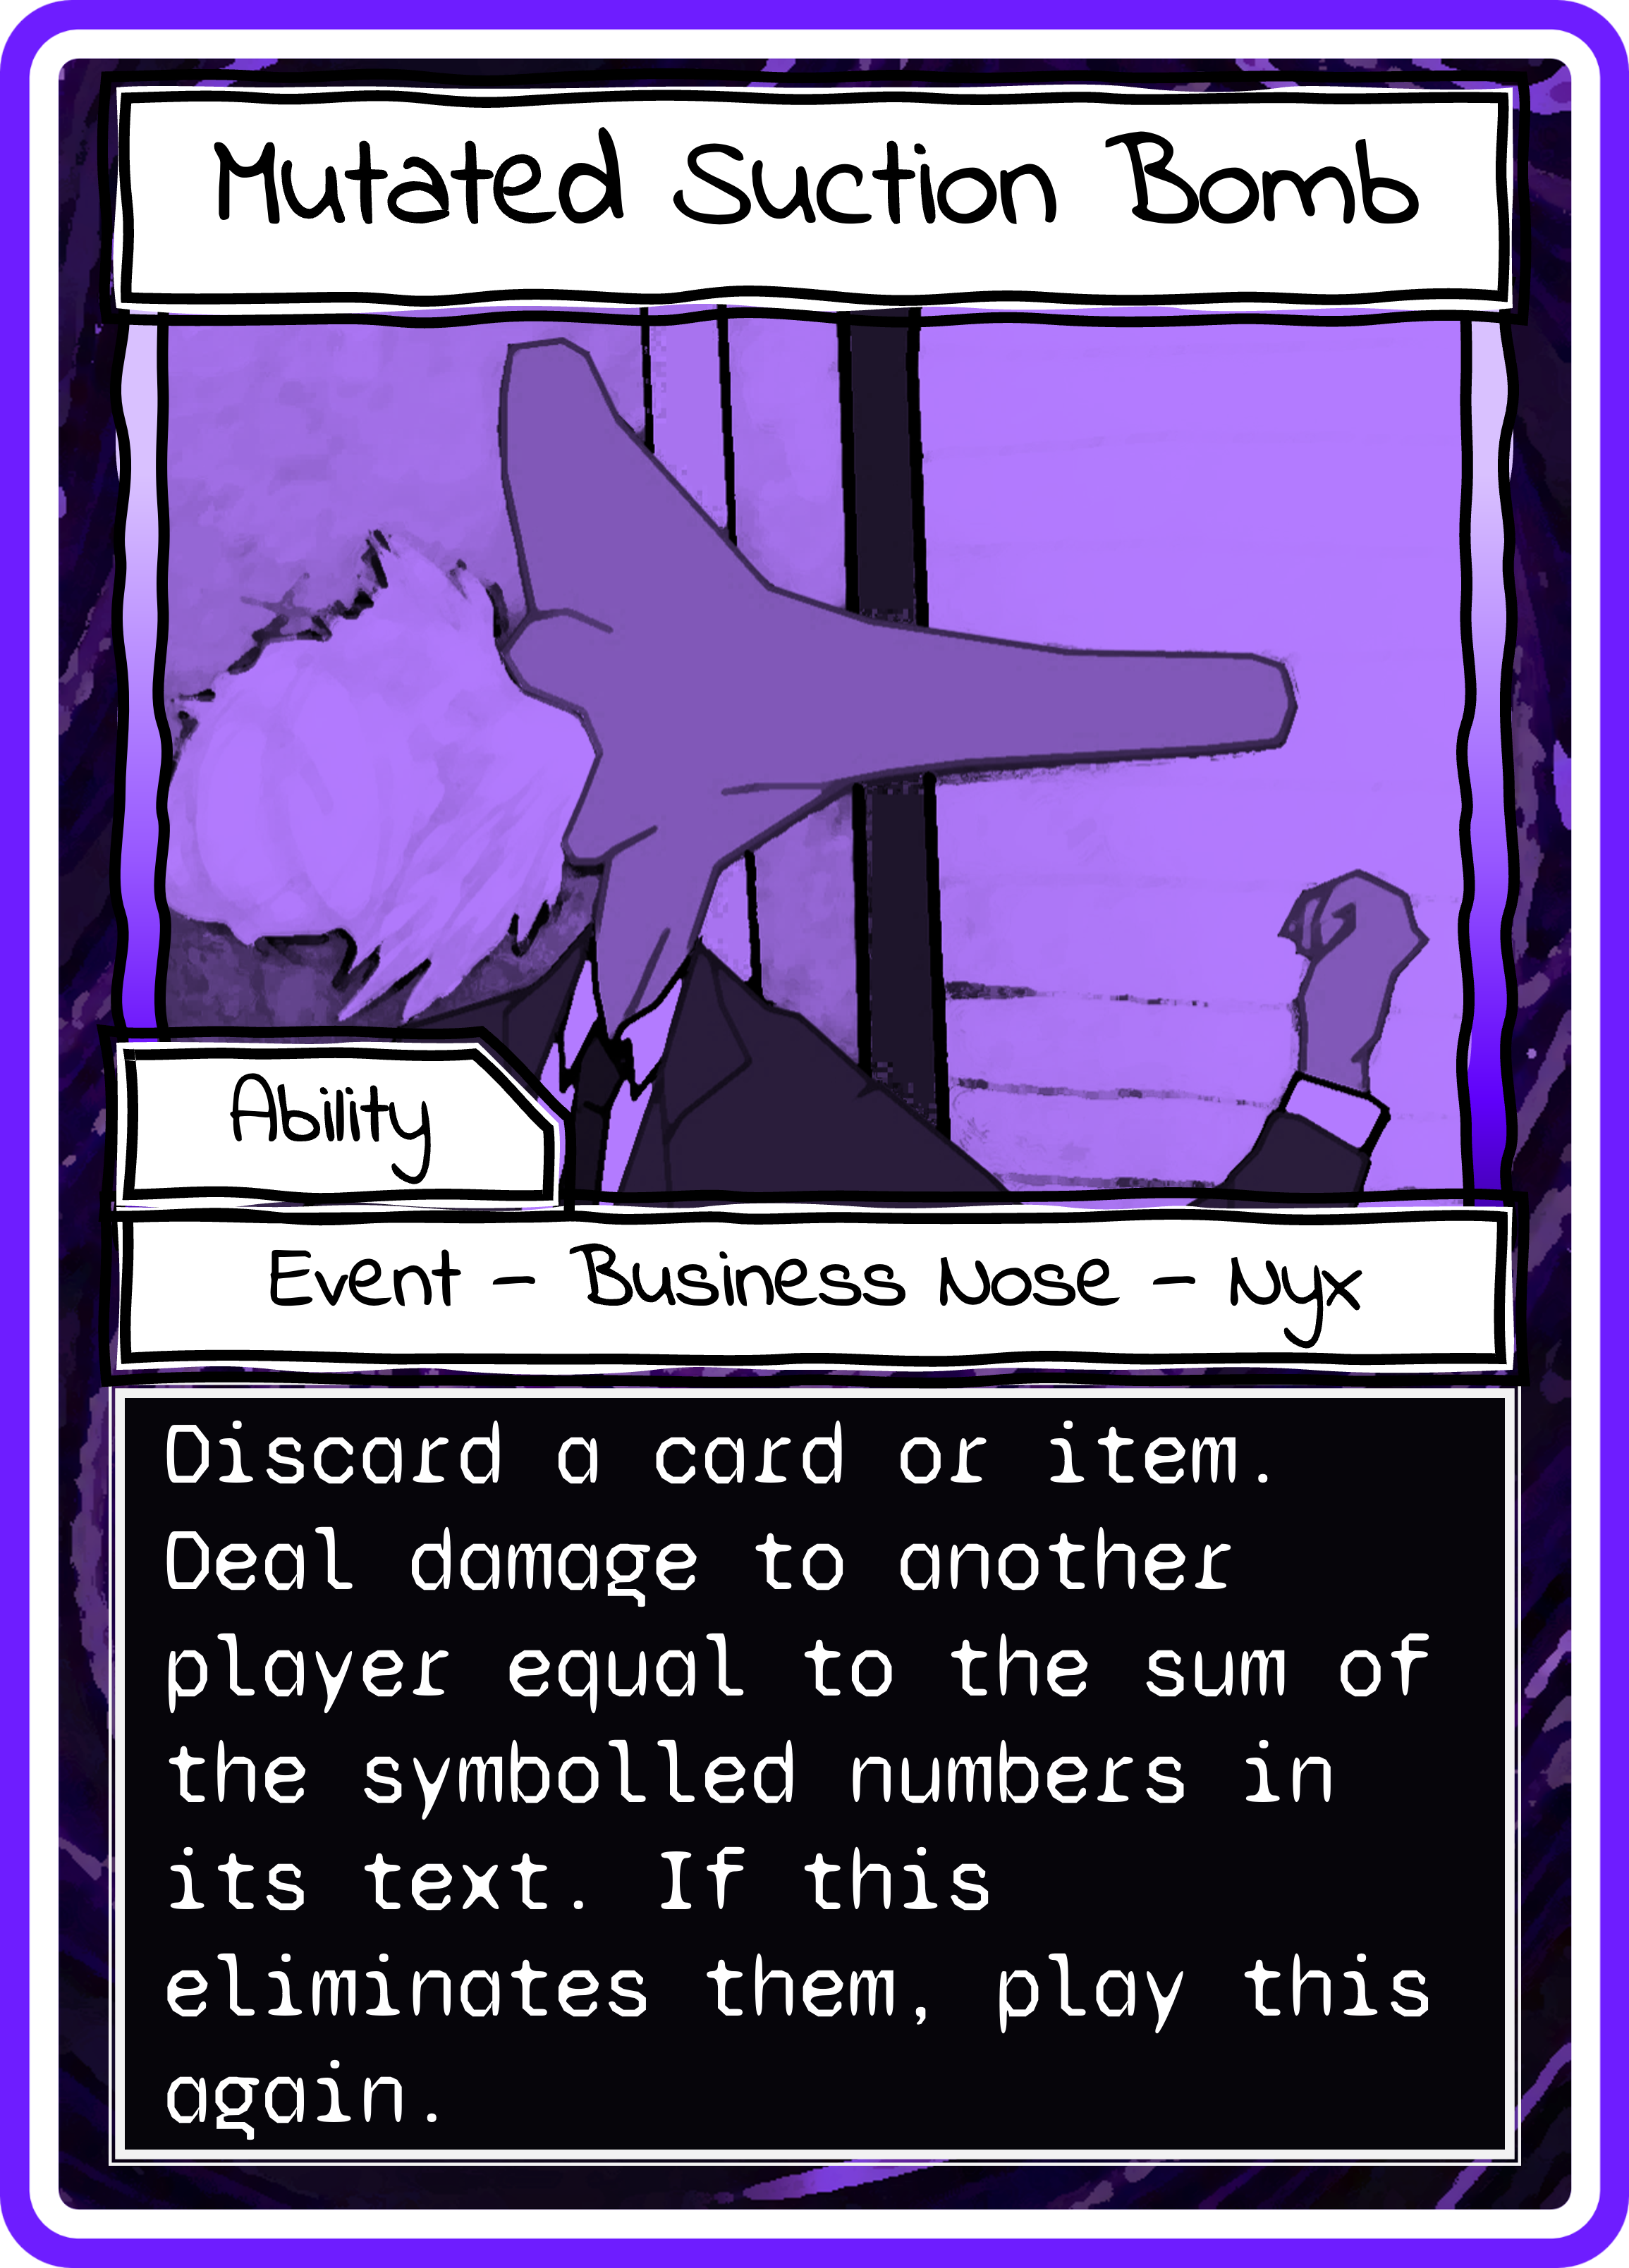 Mutated Suction Bomb
Ability
Event - Business Nose - Nyx
Discard a card or item.
Deal damage to another
player equal to the sum of
the symbolled numbers in
its text. If this
eliminates them, play this
again.